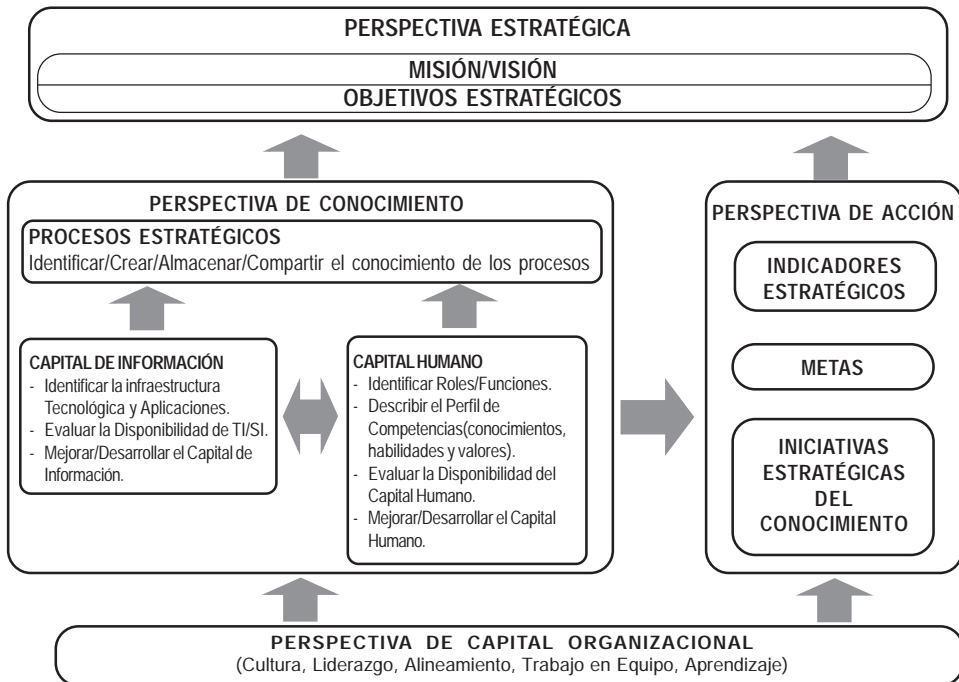 PERSPECTIVA ESTRATÉGICA
MISIÓN/VISIÓN
OBJETIVOS ESTRATÉGICOS
PERSPECTIVA DE CONOCIMIENTO
PROCESOS ESTRATÉGICOS
Identificar/Crear/Almacenar/Compartir el conocimiento de los procesos
CAPITAL DE INFORMACIÓN
- Identificar la infraestructura
Tecnológica y Aplicaciones.
- Evaluar la Disponibilidad de TI/SI.
- Mejorar/Desarrollar el Capital de
Información.
CAPITAL HUMANO
- Identificar Roles/Funciones.
- Describir el Perfil de
Competencias(conocimientos,
habilidades y valores).
- Evaluar la Disponibilidad del
Capital Humano.
- Mejorar/Desarrollar el Capital
Humano.
PERSPECTIVA DE ACCIÓN
INDICADORES
ESTRATÉGICOS
METAS
INICIATIVAS
ESTRATÉGICAS
DEL
CONOCIMIENTO
PERSPECTIVA DE CAPITAL ORGANIZACIONAL
(Cultura, Liderazgo, Alineamiento, Trabajo en Equipo, Aprendizaje)